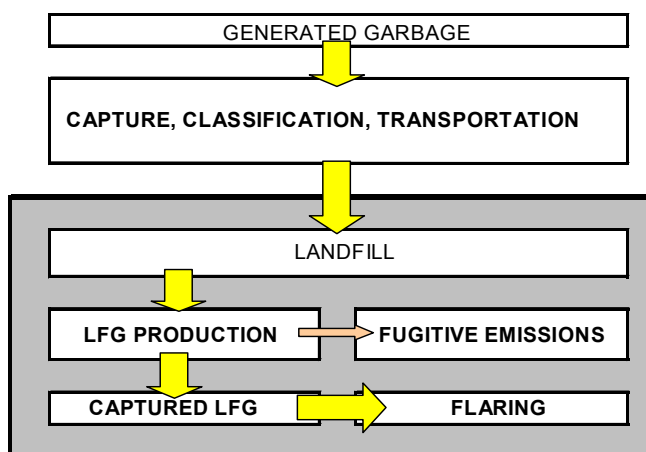 GENERATED GARBAGE
CAPTURE, CLASSIFICATION, TRANSPORTATION
LANDFILL
LFG PRODUCTION
FUGITIVE EMISSIONS
CAPTURED LFG
FLARING